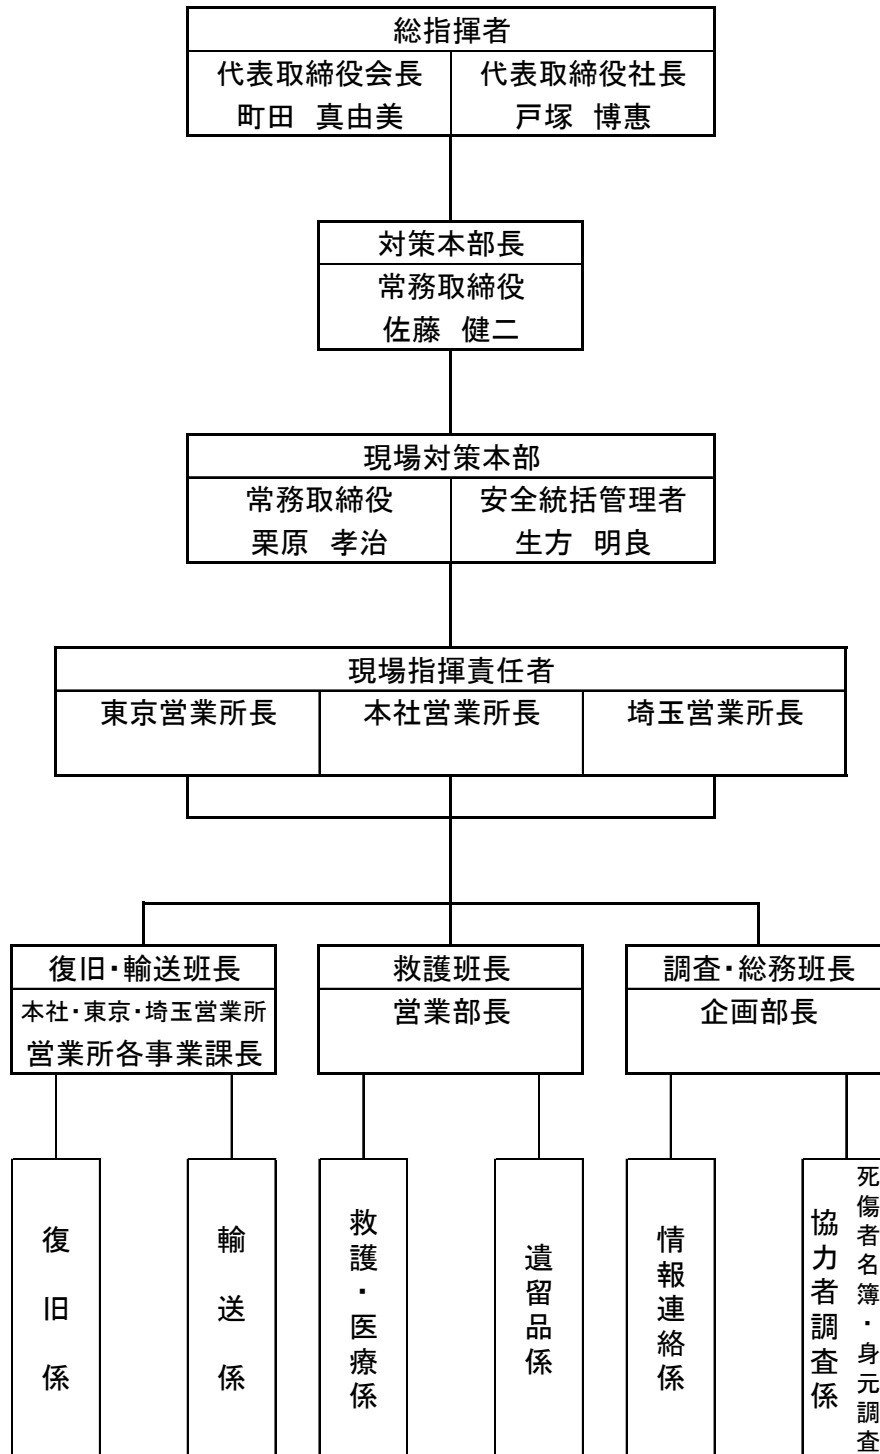 総指揮者
代表取締役会長
町田 真由美
代表取締役社長
戸塚 博惠
対策本部長
常務取締役
佐藤 健二
現場対策本部
常務取締役
栗原 孝治
安全統括管理者
生方 明良
現場指揮責任者
東京営業所長
本社営業所長
埼玉営業所長
復旧・輸送班長
本社・東京・埼玉営業所
営業所各事業課長
救護班長
営業部長
調査・総務班長
企画部長
復旧係
輸送係
救護・医療係
遺留品係
情報連絡係
死傷者名簿・身元調査
協力者調査係